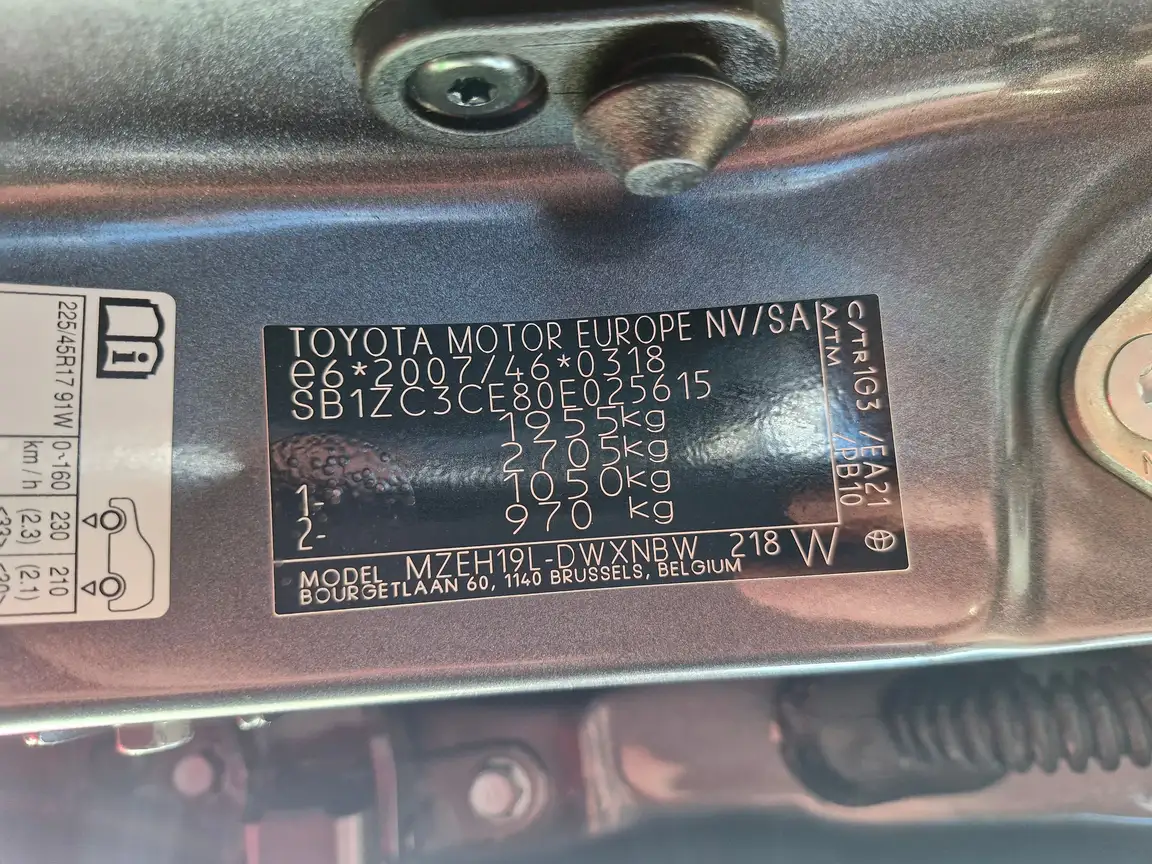 TOYOTA MOTOR EUROPE NV/SA
e6*2007/46*0318
SB1ZC3CE80E025615
1955kg
2705kg
1- 1050kg
2- 970 kg
MODEL MZEH19L-DWXNBW 218 W
BOURGETLAAN 60, 1140 BRUSSELS, BELGIUM
C/TR1G3 /EA21
A/TM /PB10
225/45R17 91W
0~160 km/h
230 (2.3)
210 (2.1)